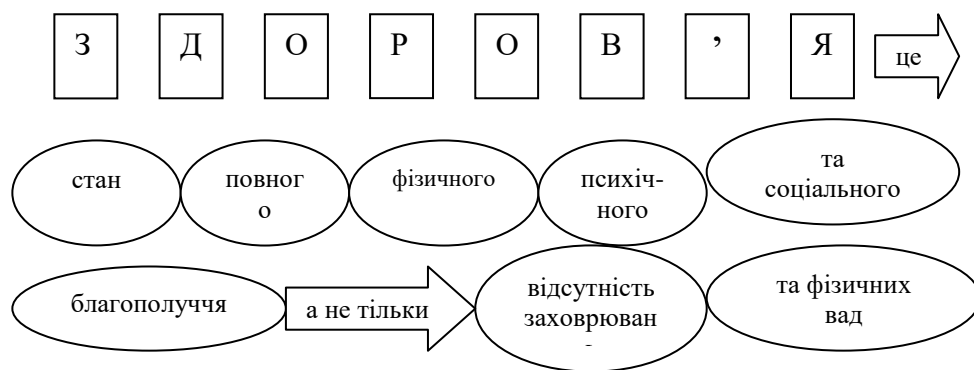 З Д О Р О В ’ Я це
стан повног
о фізичного психіч-
ного та
соціального
благополуччя а не тільки відсутність
заховрюван та фізичних
вад